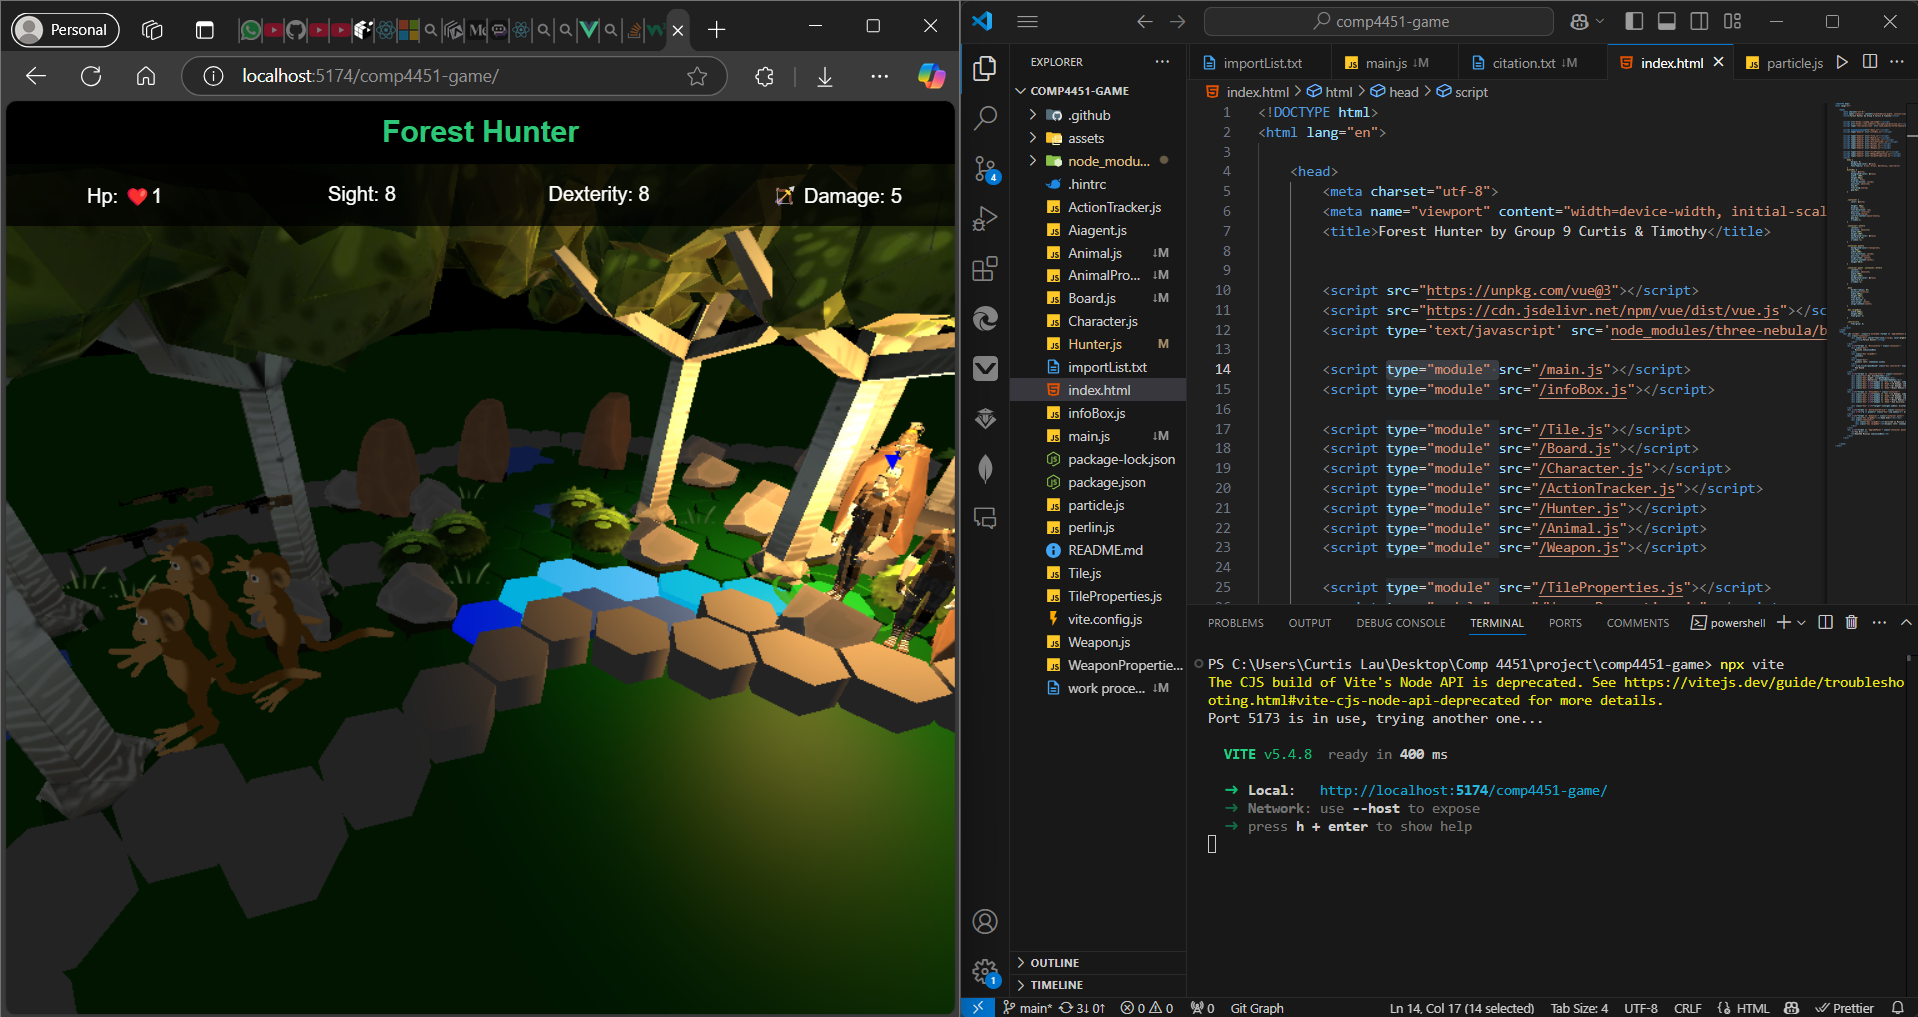 Personal
localhost:5174/comp4451-game/
Forest Hunter
Hp: ❤️1
Sight: 8
Dexterity: 8
🏹 Damage: 5
comp4451-game
EXPLORER
COMP4451-GAME
.github
assets
node_modu...
.hintrc
ActionTracker.js
Aiagent.js
Animal.js ↓M
AnimalPro... ↓M
Board.js ↓M
Character.js
Hunter.js M
importList.txt
index.html
infoBox.js
main.js ↓M
package-lock.json
package.json
particle.js
perlin.js
README.md
Tile.js
TileProperties.js
vite.config.js
Weapon.js
WeaponPropertie...
work proce... ↓M
OUTLINE
TIMELINE
importList.txt
main.js ↓M
citation.txt ↓M
index.html
particle.js
index.html > html > head > script
1 <!DOCTYPE html>
2 <html lang="en">
3
4 <head>
5 <meta charset="utf-8">
6 <meta name="viewport" content="width=device-width, initial-scal
7 <title>Forest Hunter by Group 9 Curtis & Timothy</title>
8
9
10 <script src="https://unpkg.com/vue@3"></script>
11 <script src="https://cdn.jsdelivr.net/npm/vue/dist/vue.js"></sc
12 <script type='text/javascript' src='node_modules/three-nebula/b
13
14 <script type="module" src="/main.js"></script>
15 <script type="module" src="/infoBox.js"></script>
16
17 <script type="module" src="/Tile.js"></script>
18 <script type="module" src="/Board.js"></script>
19 <script type="module" src="/Character.js"></script>
20 <script type="module" src="/ActionTracker.js"></script>
21 <script type="module" src="/Hunter.js"></script>
22 <script type="module" src="/Animal.js"></script>
23 <script type="module" src="/Weapon.js"></script>
24
25 <script type="module" src="/TileProperties.js"></script>
PROBLEMS
OUTPUT
DEBUG CONSOLE
TERMINAL
PORTS
COMMENTS
powershell
PS C:\Users\Curtis Lau\Desktop\Comp 4451\project\comp4451-game> npx vite
The CJS build of Vite's Node API is deprecated. See https://vitejs.dev/guide/troublesho
oting.html#vite-cjs-node-api-deprecated for more details.
Port 5173 is in use, trying another one...
VITE v5.4.8 ready in 400 ms
➜ Local: http://localhost:5174/comp4451-game/
➜ Network: use --host to expose
➜ press h + enter to show help
4
1
main* 3↓ 0↑
0 0
0
Git Graph
Ln 14, Col 17 (14 selected)
Tab Size: 4
UTF-8
CRLF
HTML
Prettier